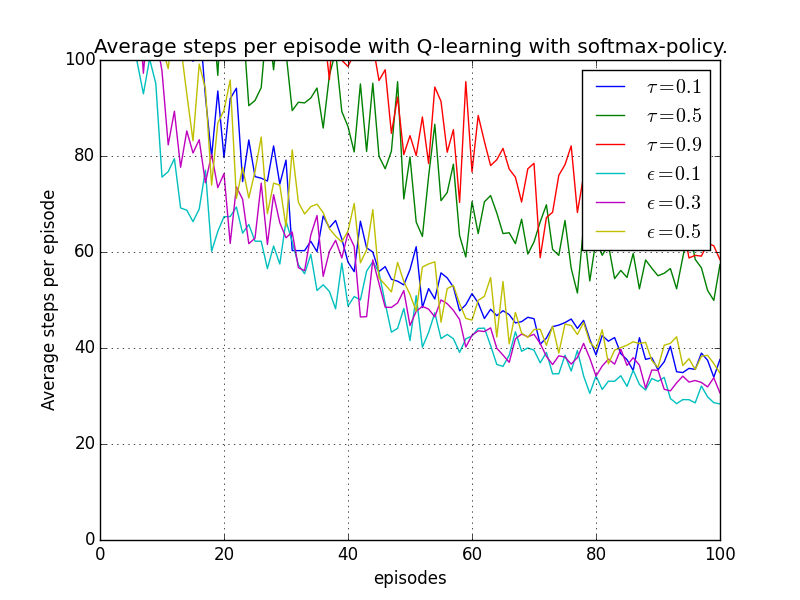 Average steps per episode with Q-learning with softmax-policy.
100
80
60
40
20
0
Average steps per episode
τ=0.1
τ=0.5
τ=0.9
ϵ=0.1
ϵ=0.3
ϵ=0.5
0 20 40 60 80 100
episodes